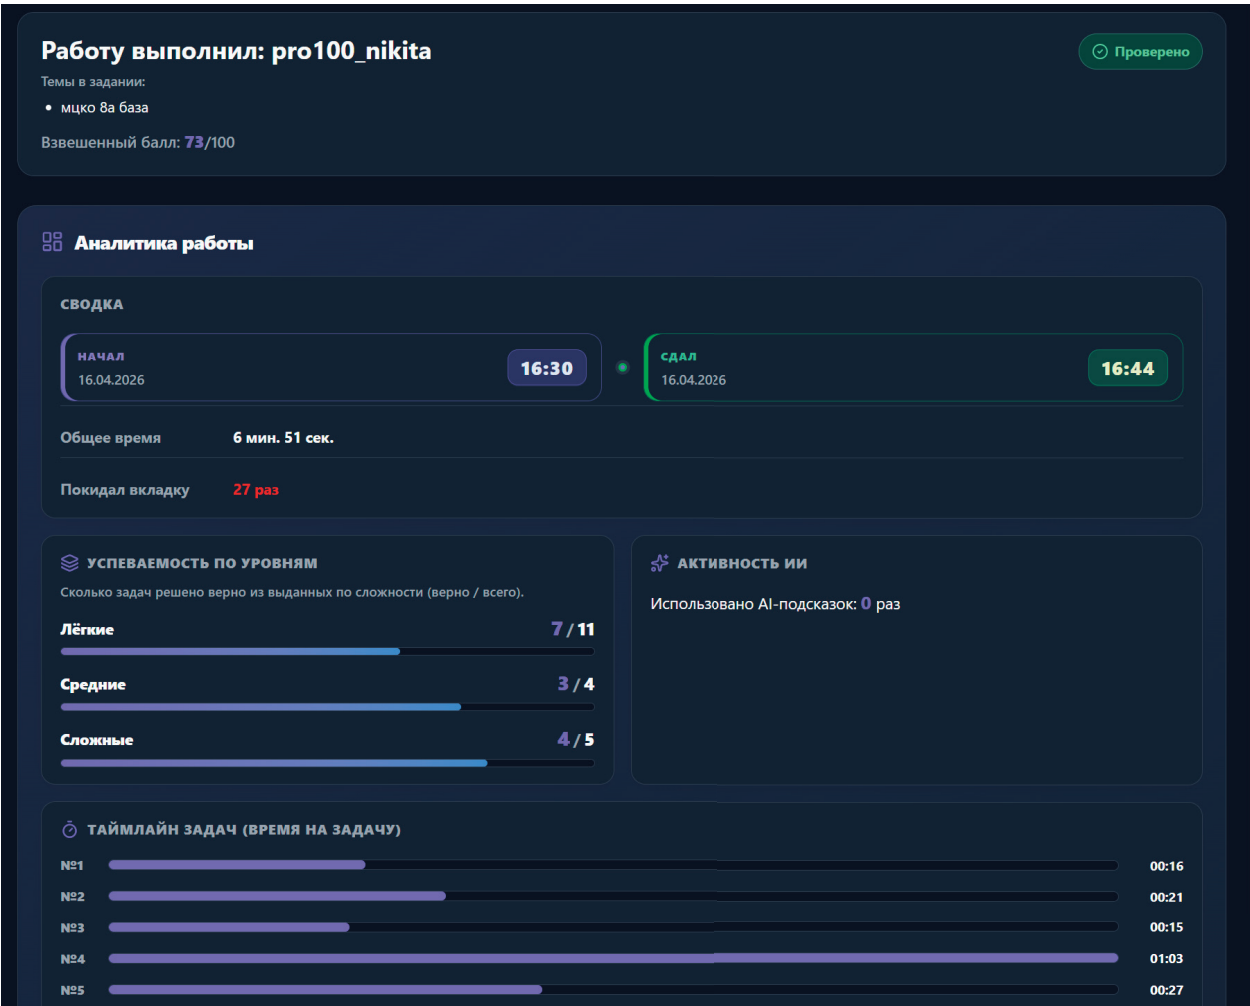 Работу выполнил: pro100_nikita
Проверено
Темы в задании:
• мцко 8а база
Взвешенный балл: 73/100
Аналитика работы
СВОДКА
НАЧАЛ
16.04.2026
16:30
СДАЛ
16.04.2026
16:44
Общее время 6 мин. 51 сек.
Покидал вкладку 27 раз
УСПЕВАЕМОСТЬ ПО УРОВНЯМ
Сколько задач решено верно из выданных по сложности (верно / всего).
Лёгкие 7 / 11
Средние 3 / 4
Сложные 4 / 5
АКТИВНОСТЬ ИИ
Использовано AI-подсказок: 0 раз
ТАЙМЛАЙН ЗАДАЧ (ВРЕМЯ НА ЗАДАЧУ)
№1 00:16
№2 00:21
№3 00:15
№4 01:03
№5 00:27